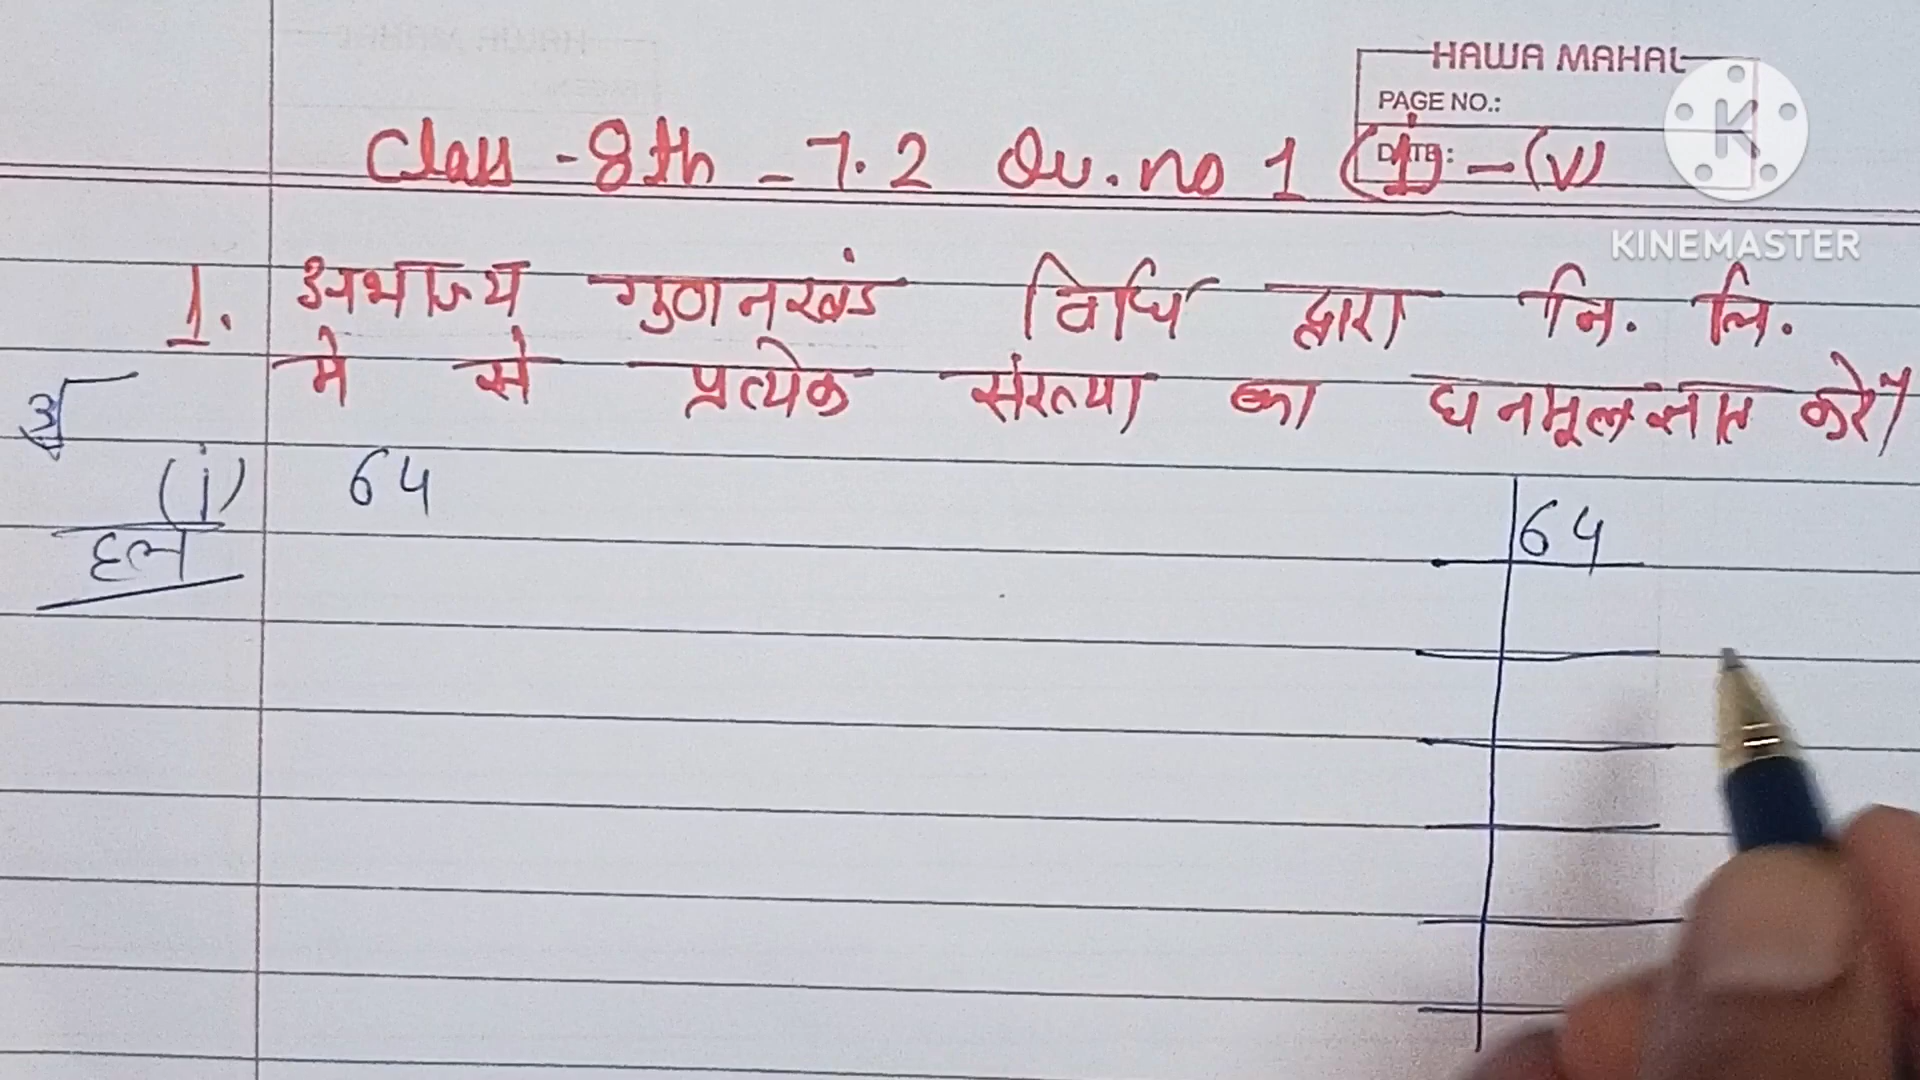 HAWA MAHAL
PAGE NO.:
DATE:
K
KINEMASTER
Class - 8th - 7.2 Qu. no 1 (i) - (v)
1. अभाज्य गुणनखंड विधि द्वारा नि. लि.
मे से प्रत्येक संख्या का घनमूल ज्ञात करें।
3√
(i) 64
हल
64